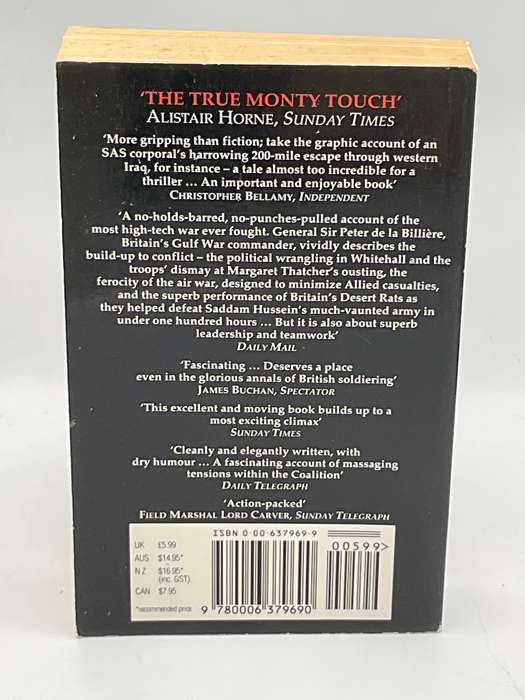 'THE TRUE MONTY TOUCH'
ALISTAIR HORNE, SUNDAY TIMES
'More gripping than fiction; take the graphic account of an
SAS corporal's harrowing 200-mile escape through western
Iraq, for instance – a tale almost too incredible for a
thriller ... An important and enjoyable book'
CHRISTOPHER BELLAMY, INDEPENDENT
'A no-holds-barred, no-punches-pulled account of the
most high-tech war ever fought. General Sir Peter de la Billière,
Britain's Gulf War commander, vividly describes the
build-up to conflict – the political wrangling in Whitehall and the
troops' dismay at Margaret Thatcher's ousting, the
ferocity of the air war, designed to minimize Allied casualties,
and the superb performance of Britain's Desert Rats as
they helped defeat Saddam Hussein's much-vaunted army in
under one hundred hours ... But it is also about superb
leadership and teamwork'
DAILY MAIL
'Fascinating ... Deserves a place
even in the glorious annals of British soldiering'
JAMES BUCHAN, SPECTATOR
'This excellent and moving book builds up to a
most exciting climax'
SUNDAY TIMES
'Cleanly and elegantly written, with
dry humour ... A fascinating account of massaging
tensions within the Coalition'
DAILY TELEGRAPH
'Action-packed'
FIELD MARSHAL LORD CARVER, SUNDAY TELEGRAPH
UK £5.99
AUS $14.95*
NZ $16.95*
(inc. GST)
CAN $7.95
*recommended price
ISBN 0-00-637969-9
00599>
9 780006 379690